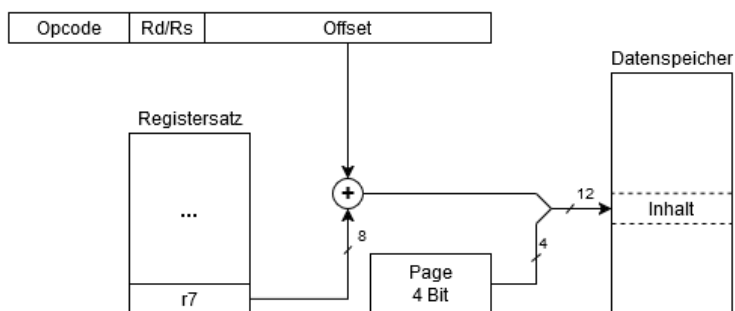 Opcode Rd/Rs Offset
Datenspeicher
Registersatz
...
+
12
Inhalt
8
4
Page
4 Bit
r7